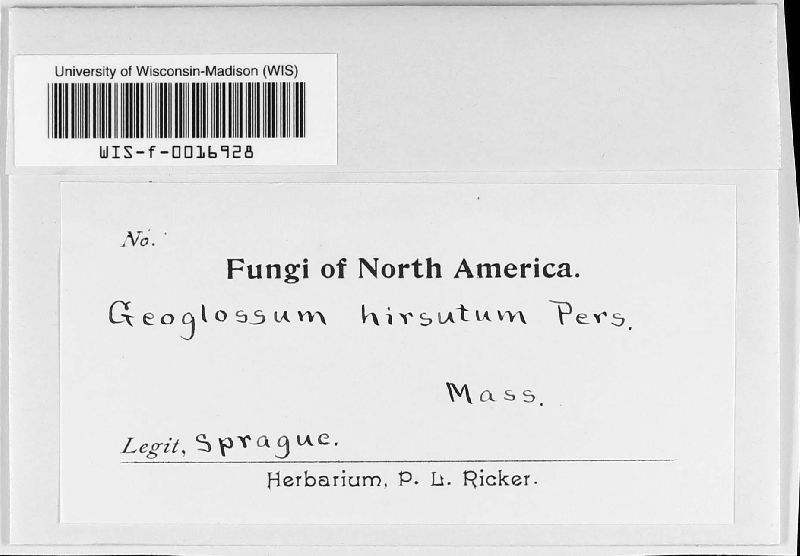 University of Wisconsin-Madison (WIS)
WIS-f-0016928
No.
Fungi of North America.
Geoglossum hirsutum Pers.
Mass.
Legit, Sprague.
Herbarium, P. L. Ricker.